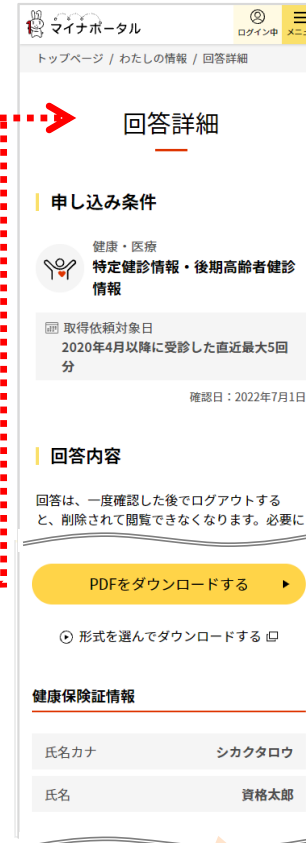 マイナポータル
ログイン中
トップページ / わたしの情報 / 回答詳細
回答詳細
申し込み条件
健康・医療
特定健診情報・後期高齢者健診
情報
取得依頼対象日
2020年4月以降に受診した直近最大5回
分
確認日：2022年7月1日
回答内容
回答は、一度確認した後でログアウトする
と、削除されて閲覧できなくなります。必要に
PDFをダウンロードする
形式を選んでダウンロードする
健康保険証情報
氏名カナ シカクタロウ
氏名 資格太郎